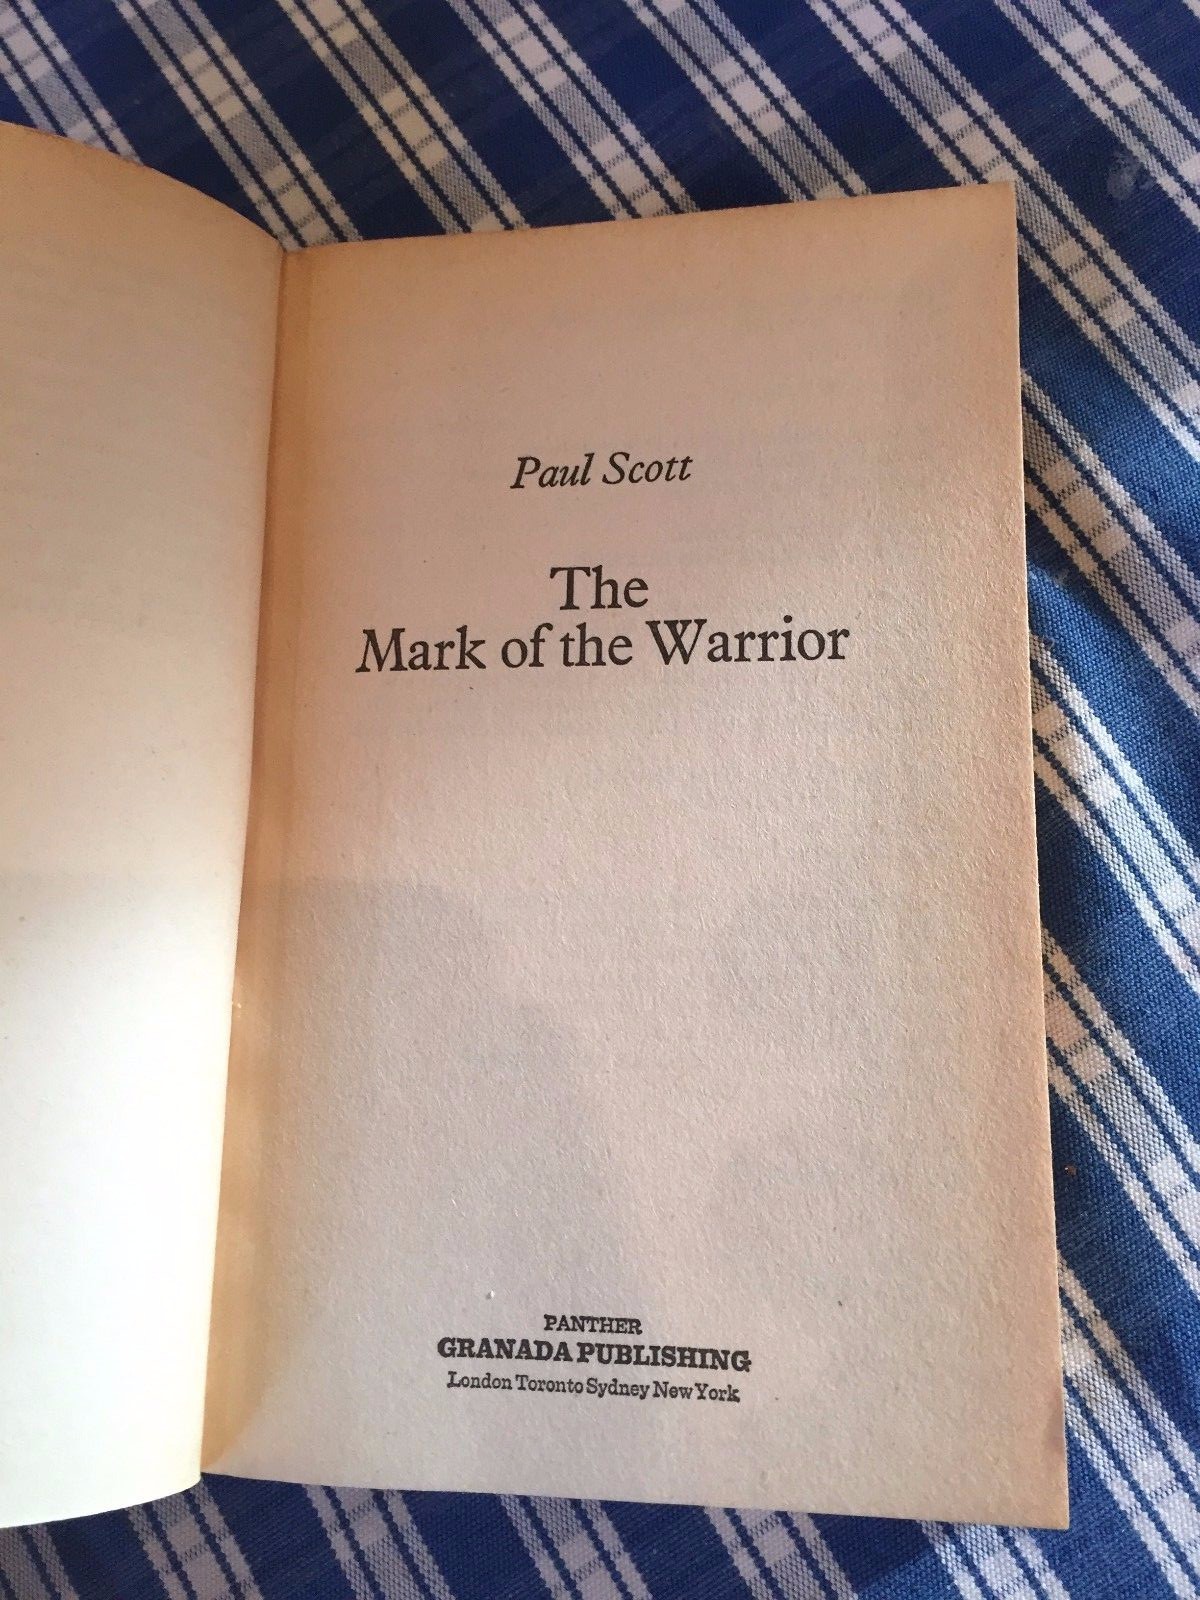 Paul Scott
The
Mark of the Warrior
PANTHER
GRANADA PUBLISHING
London Toronto Sydney New York